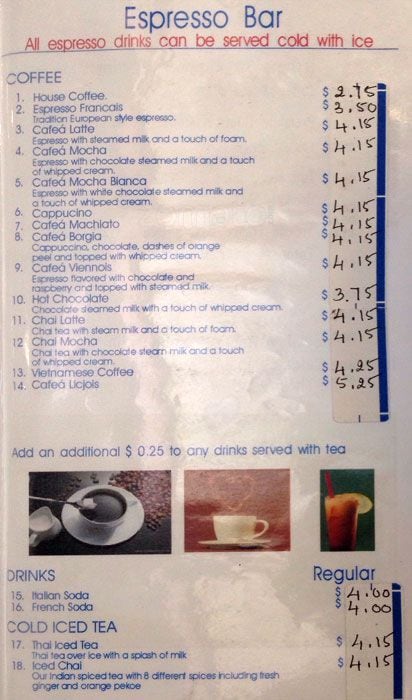 Espresso Bar
All espresso drinks can be served cold with ice
COFFEE
1. House Coffee. $ 2.75
2. Espresso Francais $ 3.50
Tradition European style espresso.
3. Cafeá Latte $ 4.15
Espresso with steamed milk and a touch of foam.
4. Cafeá Mocha $ 4.15
Espresso with chocolate steamed milk and a touch
of whipped cream.
5. Cafeá Mocha Bianca $ 4.15
Espresso with white chocolate steamed milk and
a touch of whipped cream.
6. Cappucino $ 4.15
7. Cafeá Machiato $ 4.15
8. Cafeá Borgia $ 4.15
Cappuccino, chocolate, dashes of orange
peel and topped with whipped cream.
9. Cafeá Viennois $ 4.15
Espresso flavored with chocolate and
raspberry and topped with steamed milk.
10. Hot Chocolate $ 3.75
Chocolate steamed milk with a touch of whipped cream.
11. Chai Latte $ 4.15
Chai tea with steam milk and a touch of foam.
12 Chai Mocha $ 4.15
Chai tea with chocolate steam milk and a touch
of whipped cream.
13. Vietnamese Coffee $ 4.25
14. Cafeá Licjois $ 5.25
Add an additional $ 0.25 to any drinks served with tea
DRINKS Regular
15. Italian Soda $ 4.00
16. French Soda $ 4.00
COLD ICED TEA
17. Thai Iced Tea $ 4.15
Thai tea over ice with a splash of milk
18. Iced Chai $ 4.15
Our Indian spiced tea with 8 different spices including fresh
ginger and orange pekoe